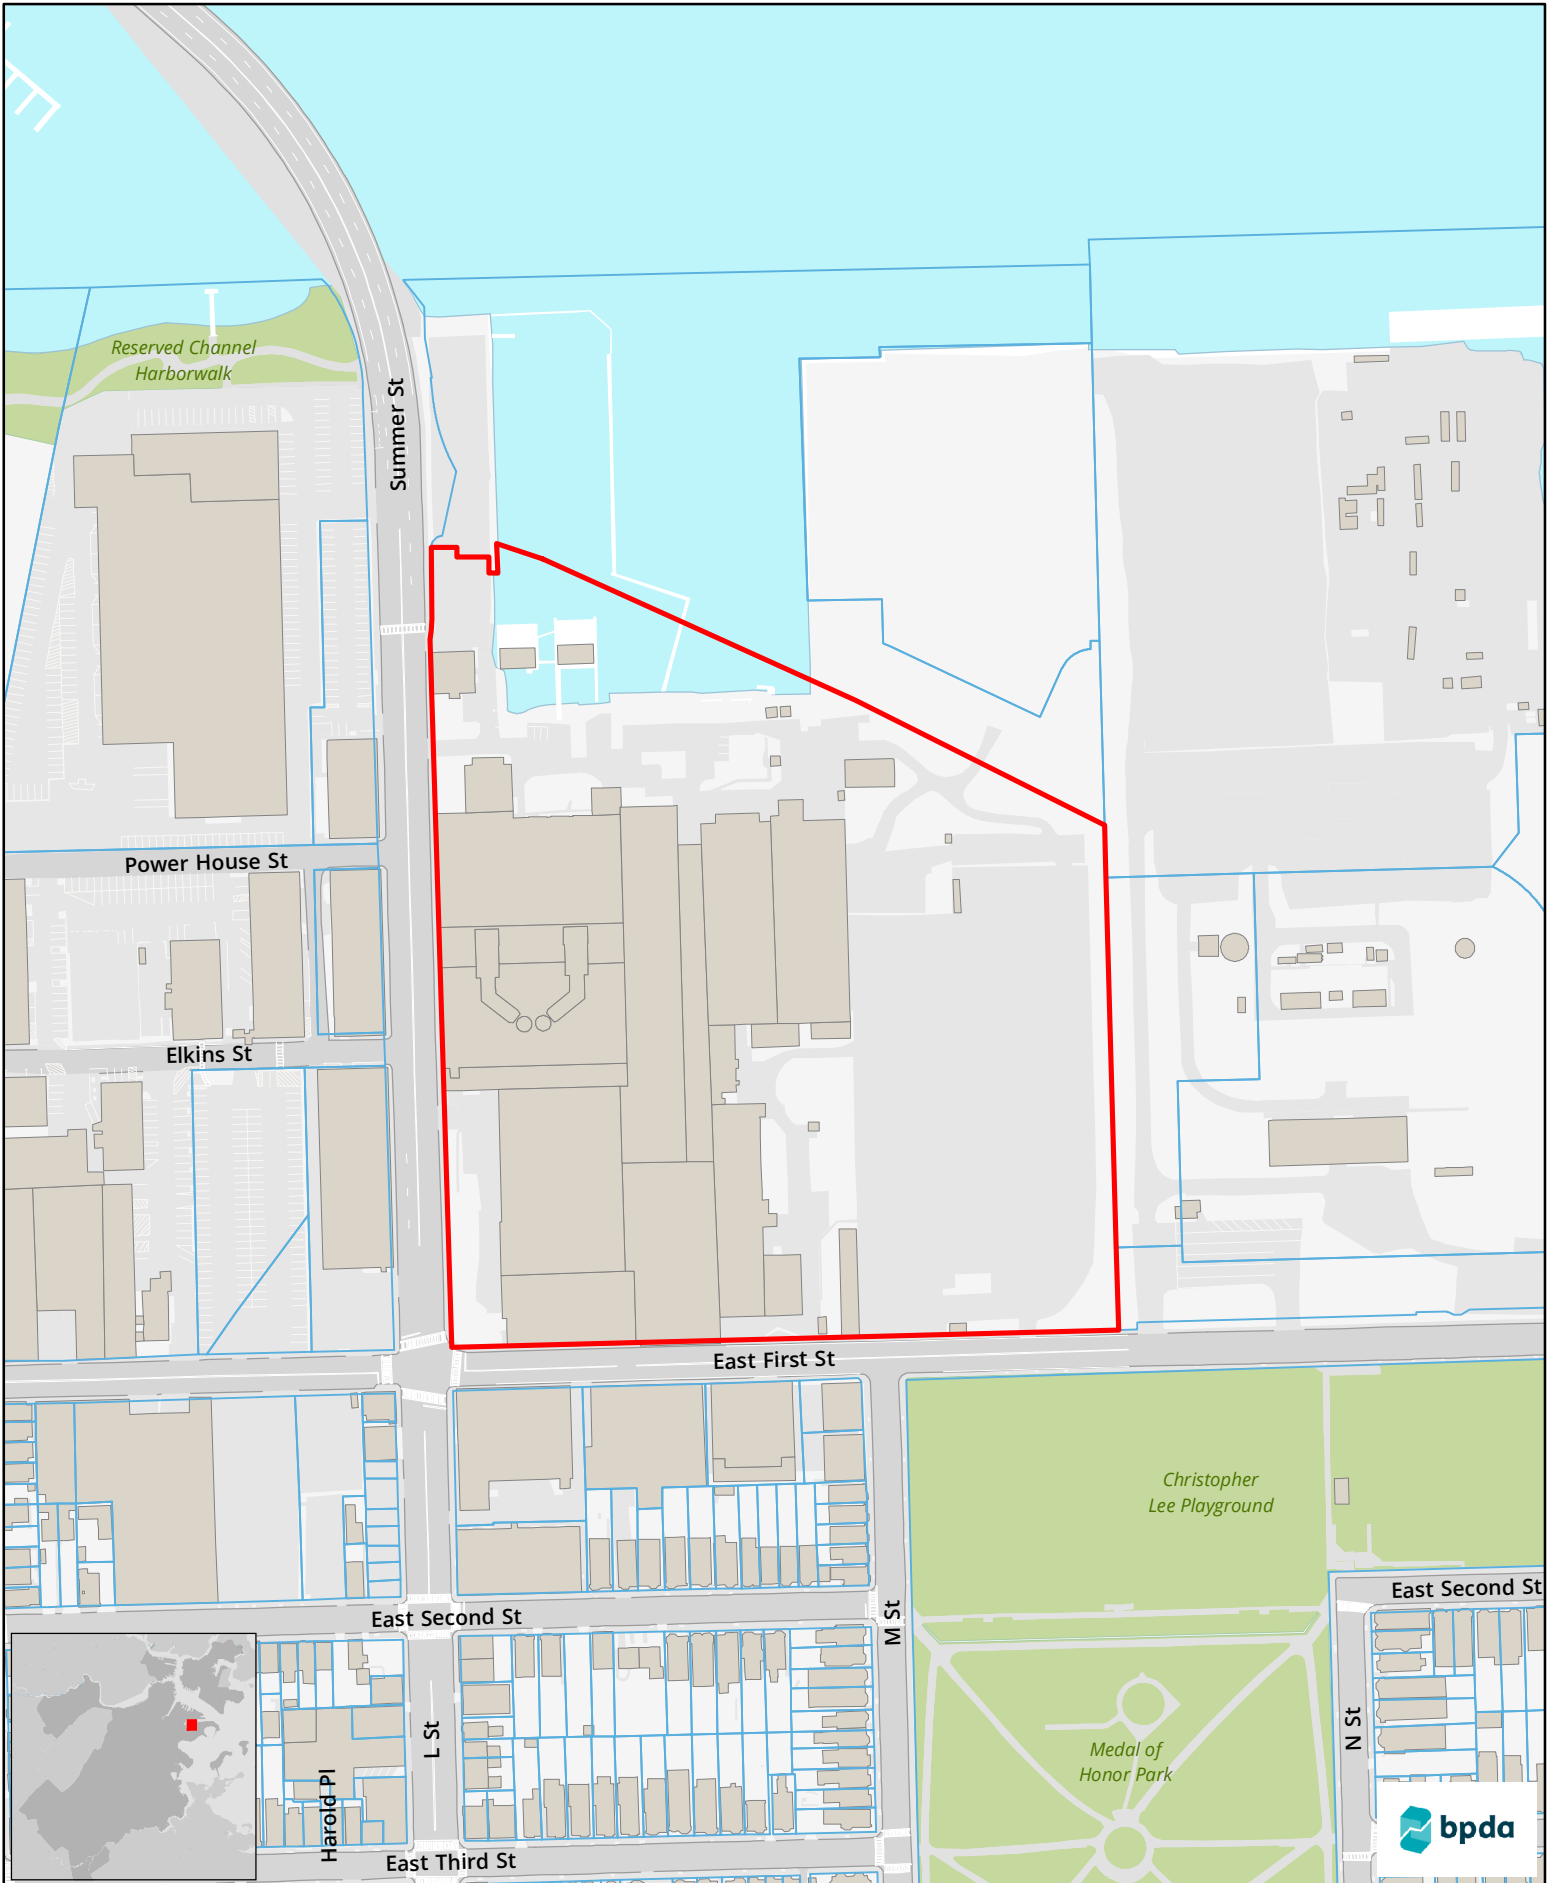 Reserved Channel
Harborwalk
Summer St
Power House St
Elkins St
East First St
Christopher
Lee Playground
East Second St
East Second St
M St
L St
N St
Medal of
Honor Park
Harold Pl
bpda
East Third St